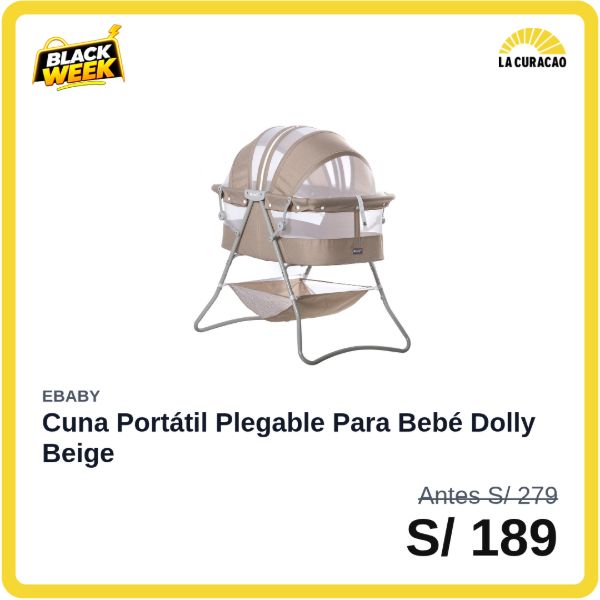 BLACK
WEEK
LA CURACAO
EBABY
Cuna Portátil Plegable Para Bebé Dolly
Beige
Antes S/ 279
S/ 189